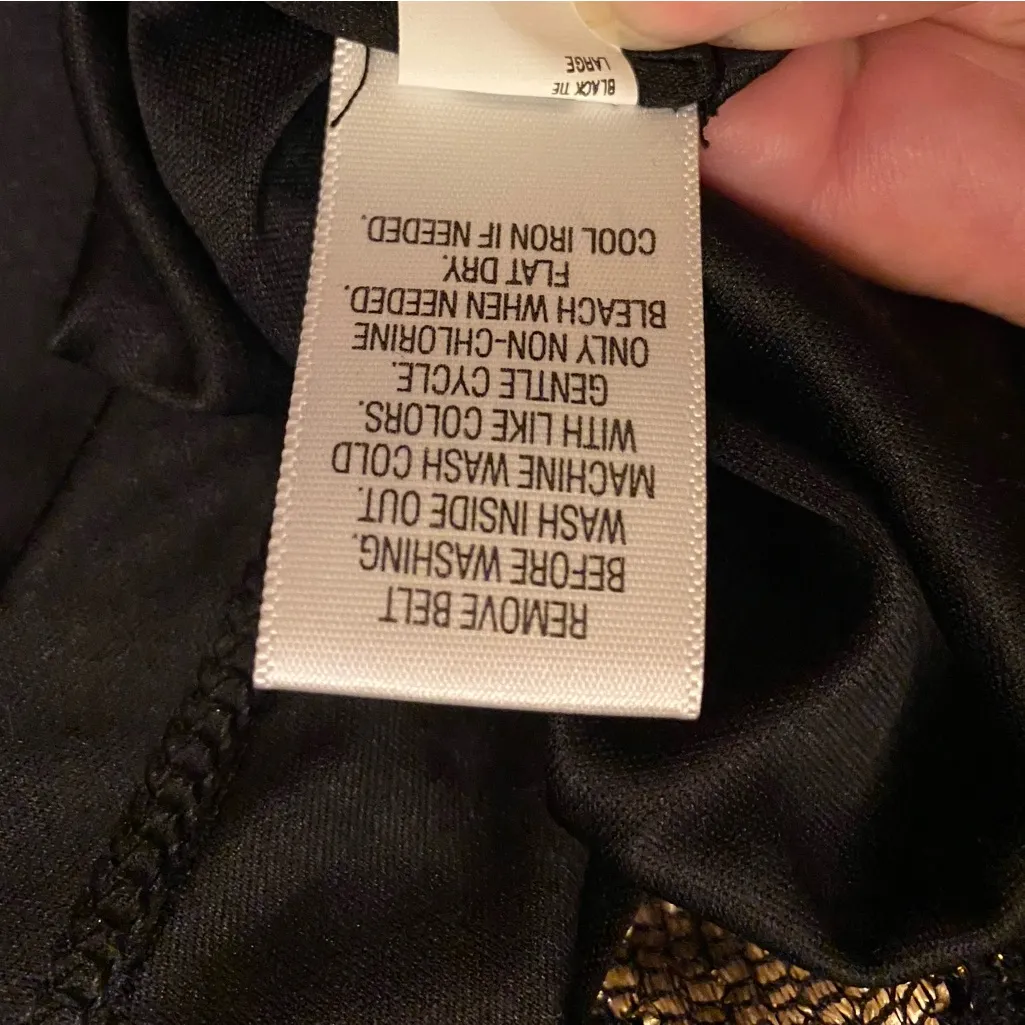 REMOVE BELT
BEFORE WASHING.
WASH INSIDE OUT.
MACHINE WASH COLD
WITH LIKE COLORS.
GENTLE CYCLE.
ONLY NON-CHLORINE
BLEACH WHEN NEEDED.
FLAT DRY.
COOL IRON IF NEEDED.
BLACK TIE
LARGE